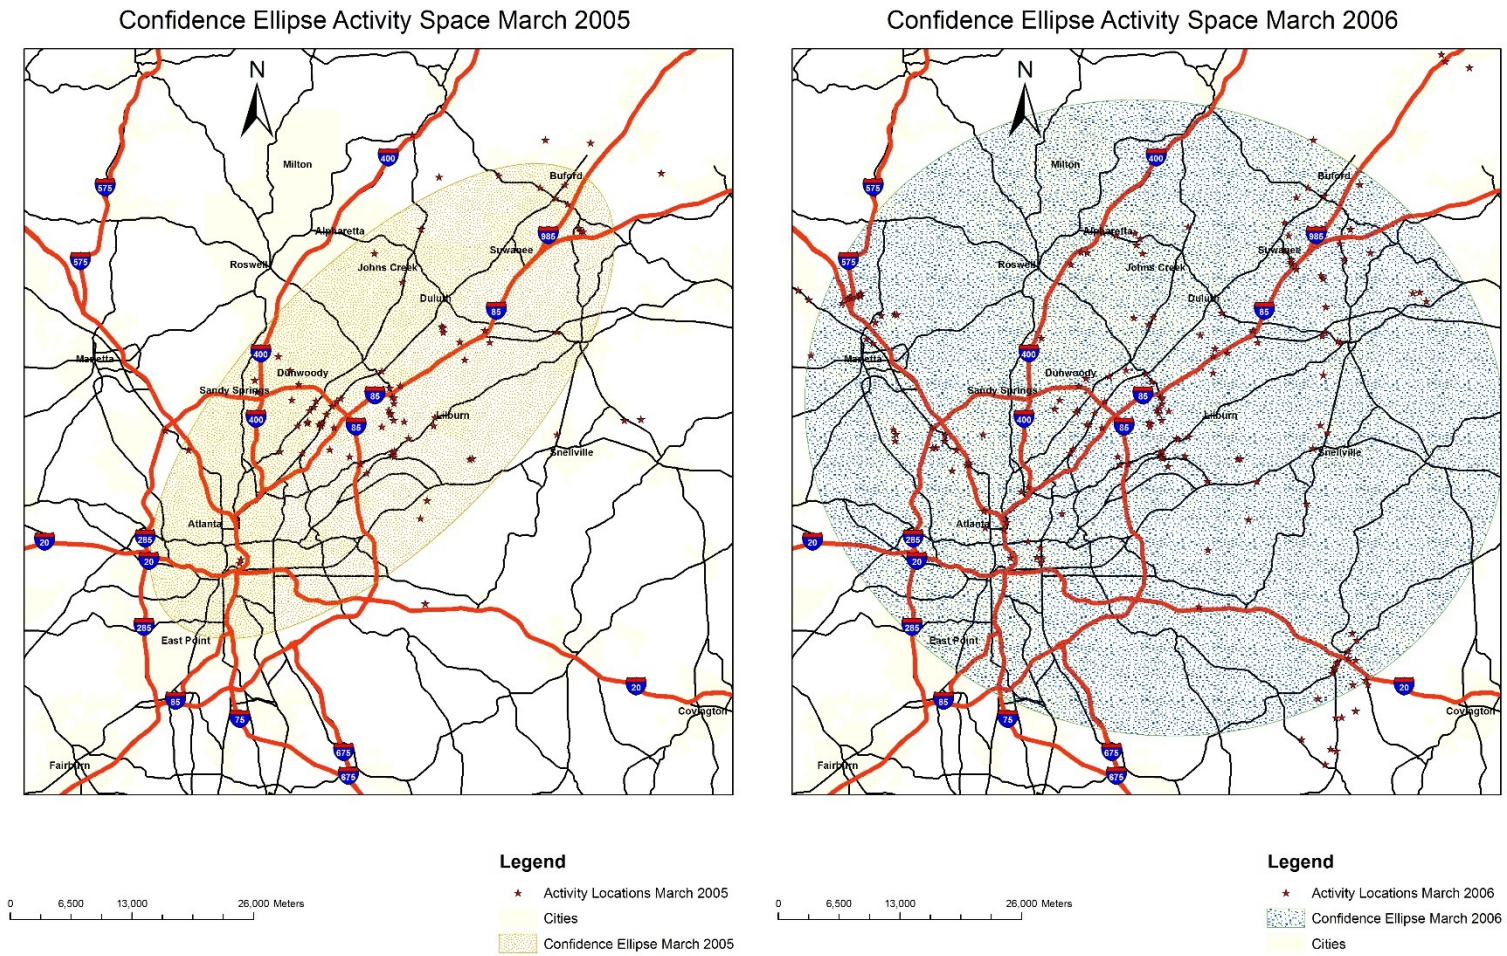 Confidence Ellipse Activity Space March 2005
N
Milton
400
575
Buford
Alpharetta
985
Suwanee
575
Roswell
Johns Creek
Duluth
85
400
Marietta
Dunwoody
Sandy Springs
85
400
85
Lilburn
Snellville
Atlanta
285
20
20
285
East Point
20
85
75
Covington
675
Fairburn
675
Legend
Activity Locations March 2005
Cities
Confidence Ellipse March 2005
0 6,500 13,000 26,000 Meters
Confidence Ellipse Activity Space March 2006
N
Milton
400
575
Buford
Alpharetta
985
Suwanee
575
Roswell
Johns Creek
Duluth
85
400
Marietta
Dunwoody
Sandy Springs
85
400
85
Lilburn
Snellville
Atlanta
285
20
20
285
East Point
20
85
75
Covington
675
Fairburn
675
Legend
Activity Locations March 2006
Confidence Ellipse March 2006
Cities
0 6,500 13,000 26,000 Meters